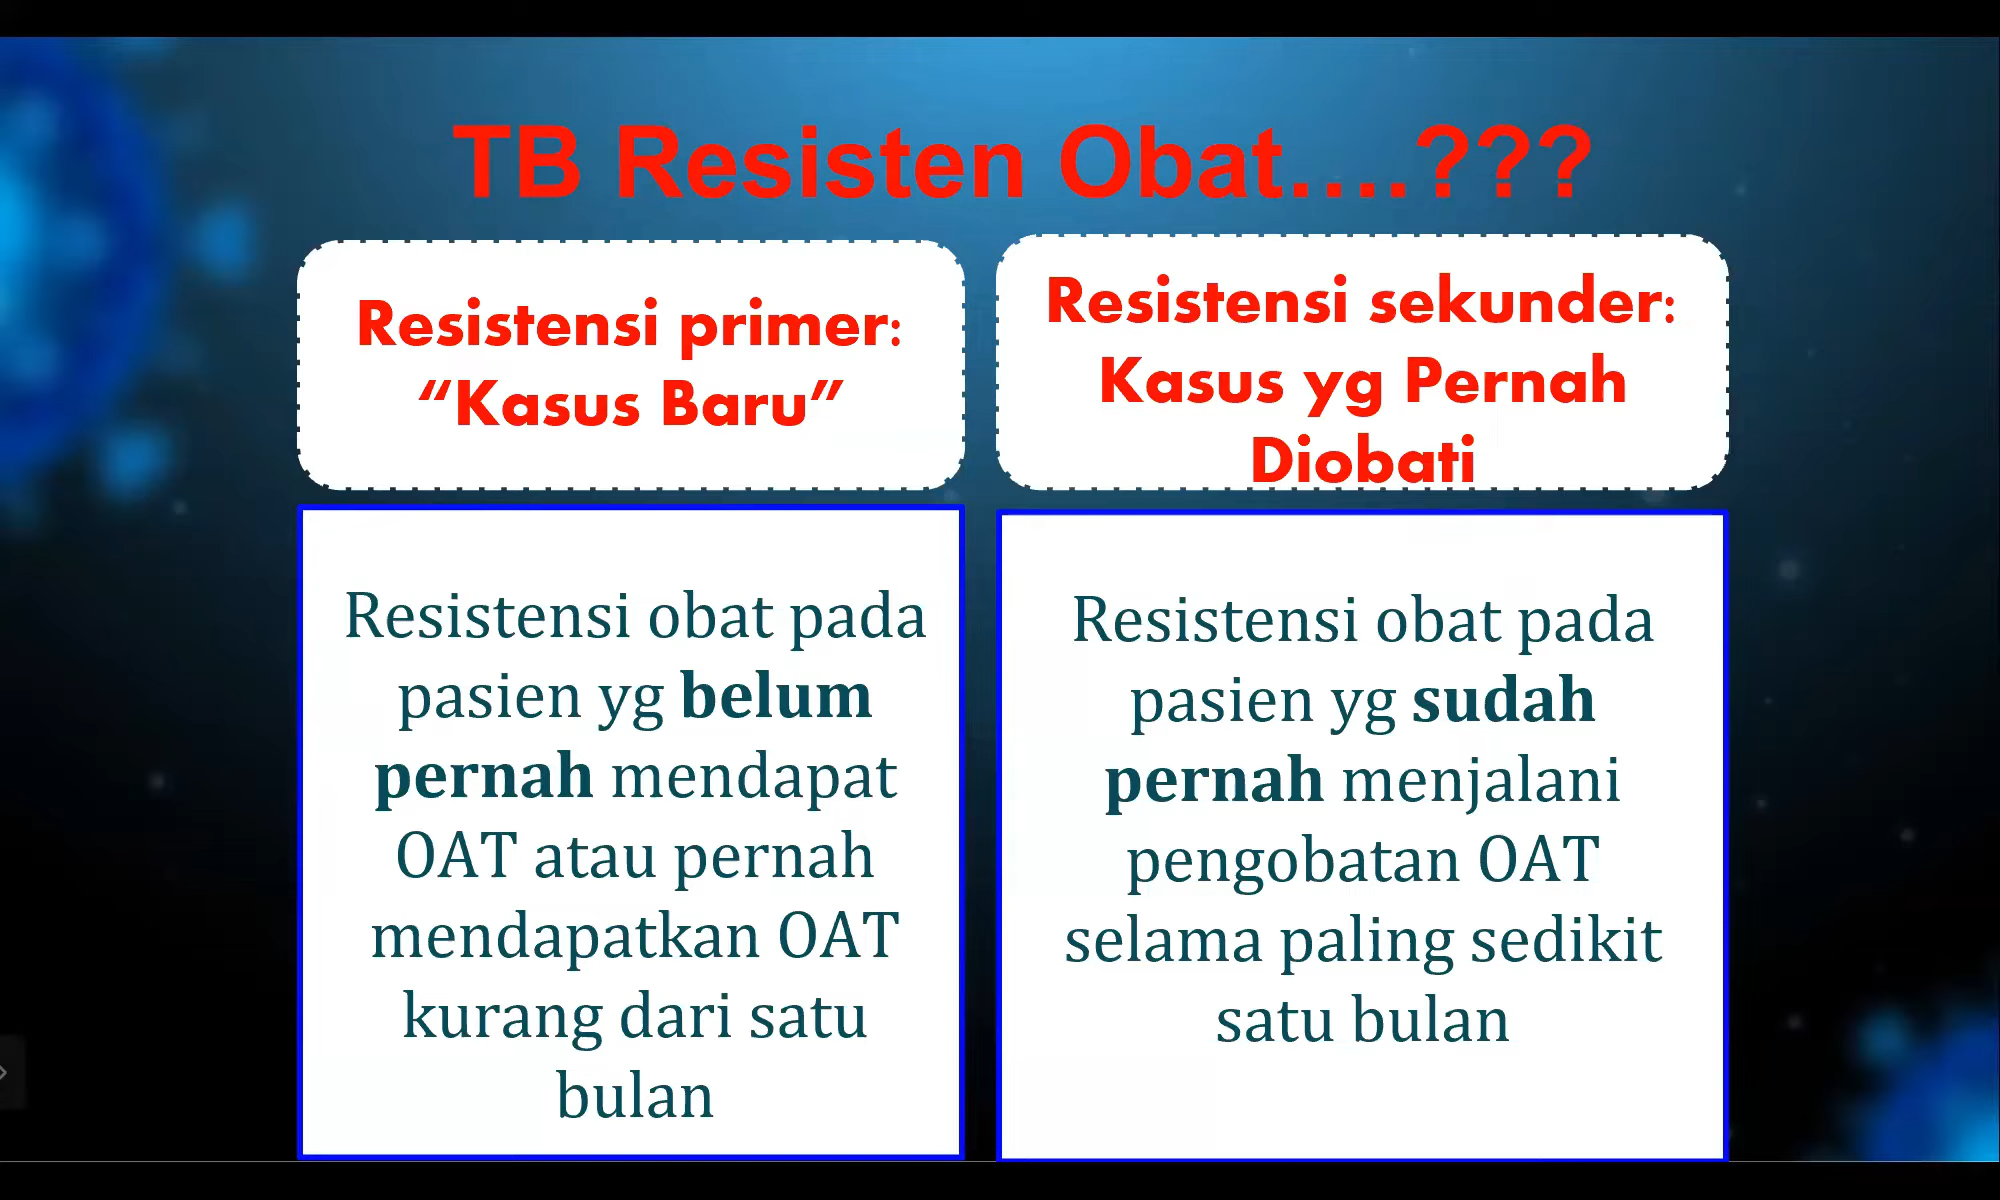 TB Resisten Obat....???
Resistensi primer:
“Kasus Baru”
Resistensi obat pada
pasien yg belum
pernah mendapat
OAT atau pernah
mendapatkan OAT
kurang dari satu
bulan
Resistensi sekunder:
Kasus yg Pernah
Diobati
Resistensi obat pada
pasien yg sudah
pernah menjalani
pengobatan OAT
selama paling sedikit
satu bulan